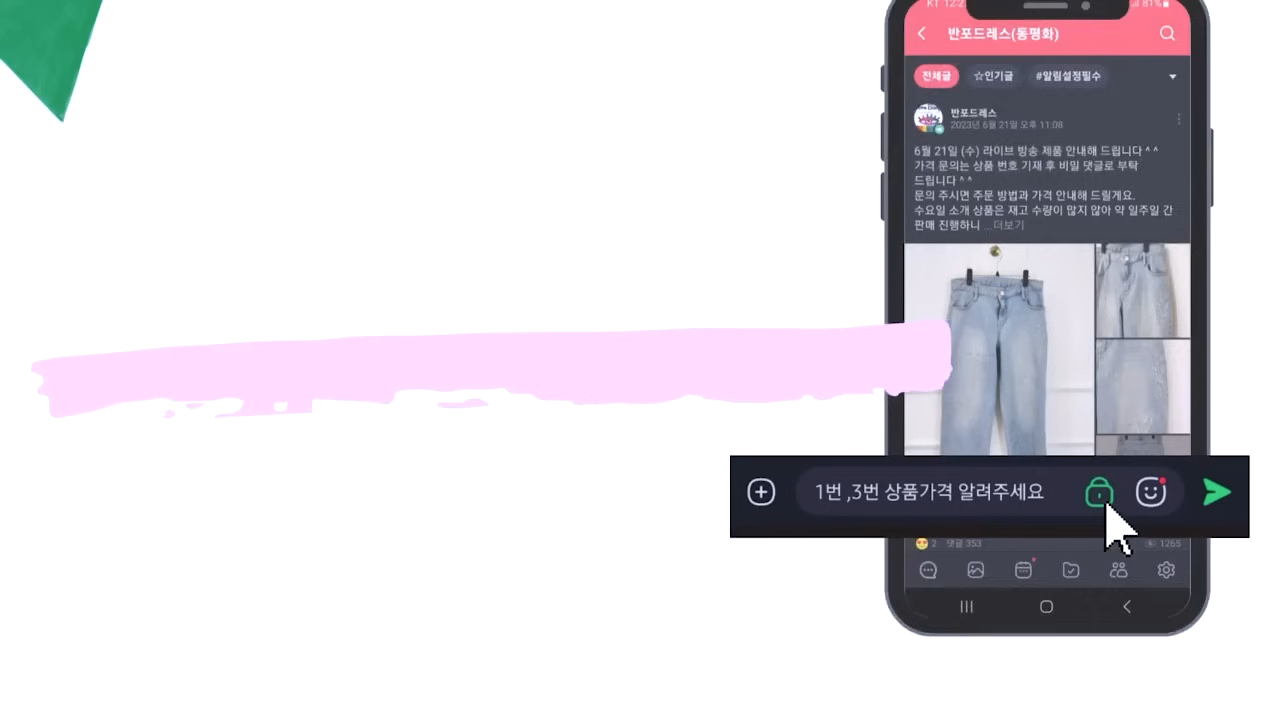 KT 12:2
81%
반포드레스(동평화)
전체글 ☆인기글 #알림설정필수
반포드레스
2023년 6월 21일 오후 11:08
6월 21일 (수) 라이브 방송 제품 안내해 드립니다 ^ ^
가격 문의는 상품 번호 기재 후 비밀 댓글로 부탁
드립니다 ^ ^
문의 주시면 주문 방법과 가격 안내해 드릴게요.
수요일 소개 상품은 재고 수량이 많지 않아 약 일주일 간
판매 진행하니 ...더보기
1번 ,3번 상품가격 알려주세요
2 댓글 353 1265